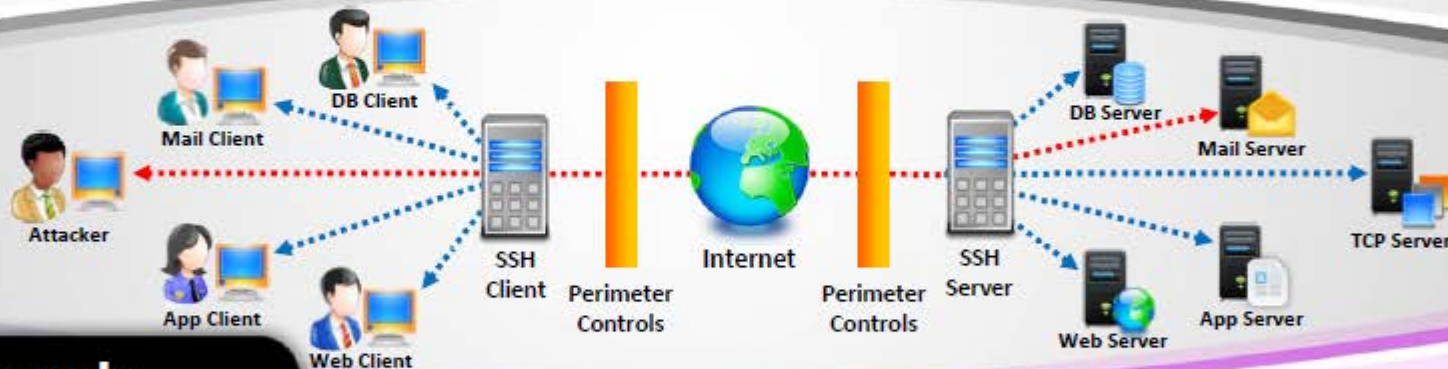 DB Client
Mail Client
Attacker
App Client
Web Client
SSH
Client
Perimeter
Controls
Internet
Perimeter
Controls
SSH
Server
DB Server
Mail Server
TCP Server
App Server
Web Server